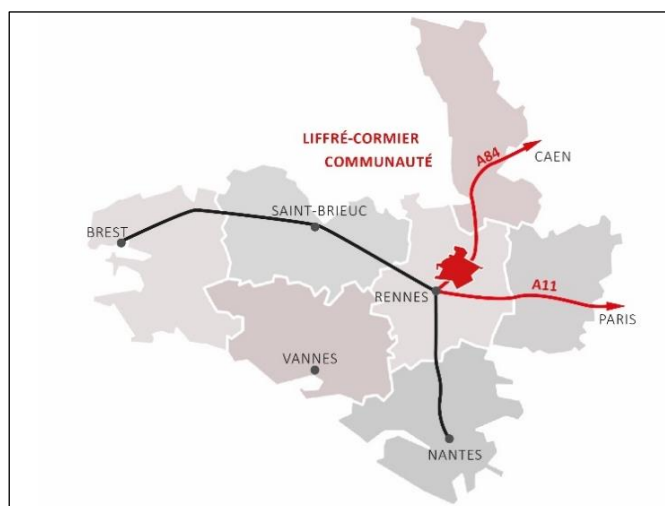 LIFFRÉ-CORMIER
COMMUNAUTÉ
A84
CAEN
SAINT-BRIEUC
BREST
RENNES
A11
PARIS
VANNES
NANTES